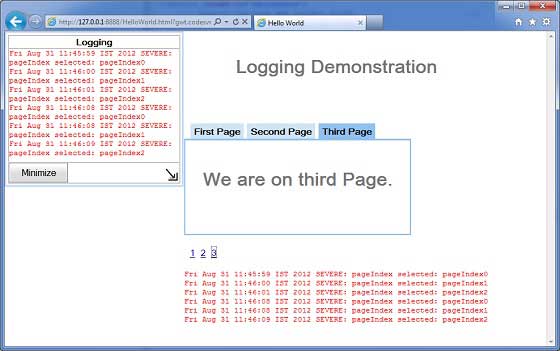 http://127.0.0.1:8888/HelloWorld.html?gwt.codesvr
Hello World
Logging
Fri Aug 31 11:45:59 IST 2012 SEVERE:
pageIndex selected: pageIndex0
Fri Aug 31 11:46:00 IST 2012 SEVERE:
pageIndex selected: pageIndex1
Fri Aug 31 11:46:01 IST 2012 SEVERE:
pageIndex selected: pageIndex2
Fri Aug 31 11:46:08 IST 2012 SEVERE:
pageIndex selected: pageIndex0
Fri Aug 31 11:46:08 IST 2012 SEVERE:
pageIndex selected: pageIndex1
Fri Aug 31 11:46:09 IST 2012 SEVERE:
pageIndex selected: pageIndex2
Minimize
Logging Demonstration
First Page Second Page Third Page
We are on third Page.
1 2 3
Fri Aug 31 11:45:59 IST 2012 SEVERE: pageIndex selected: pageIndex0
Fri Aug 31 11:46:00 IST 2012 SEVERE: pageIndex selected: pageIndex1
Fri Aug 31 11:46:01 IST 2012 SEVERE: pageIndex selected: pageIndex2
Fri Aug 31 11:46:08 IST 2012 SEVERE: pageIndex selected: pageIndex0
Fri Aug 31 11:46:08 IST 2012 SEVERE: pageIndex selected: pageIndex1
Fri Aug 31 11:46:09 IST 2012 SEVERE: pageIndex selected: pageIndex2